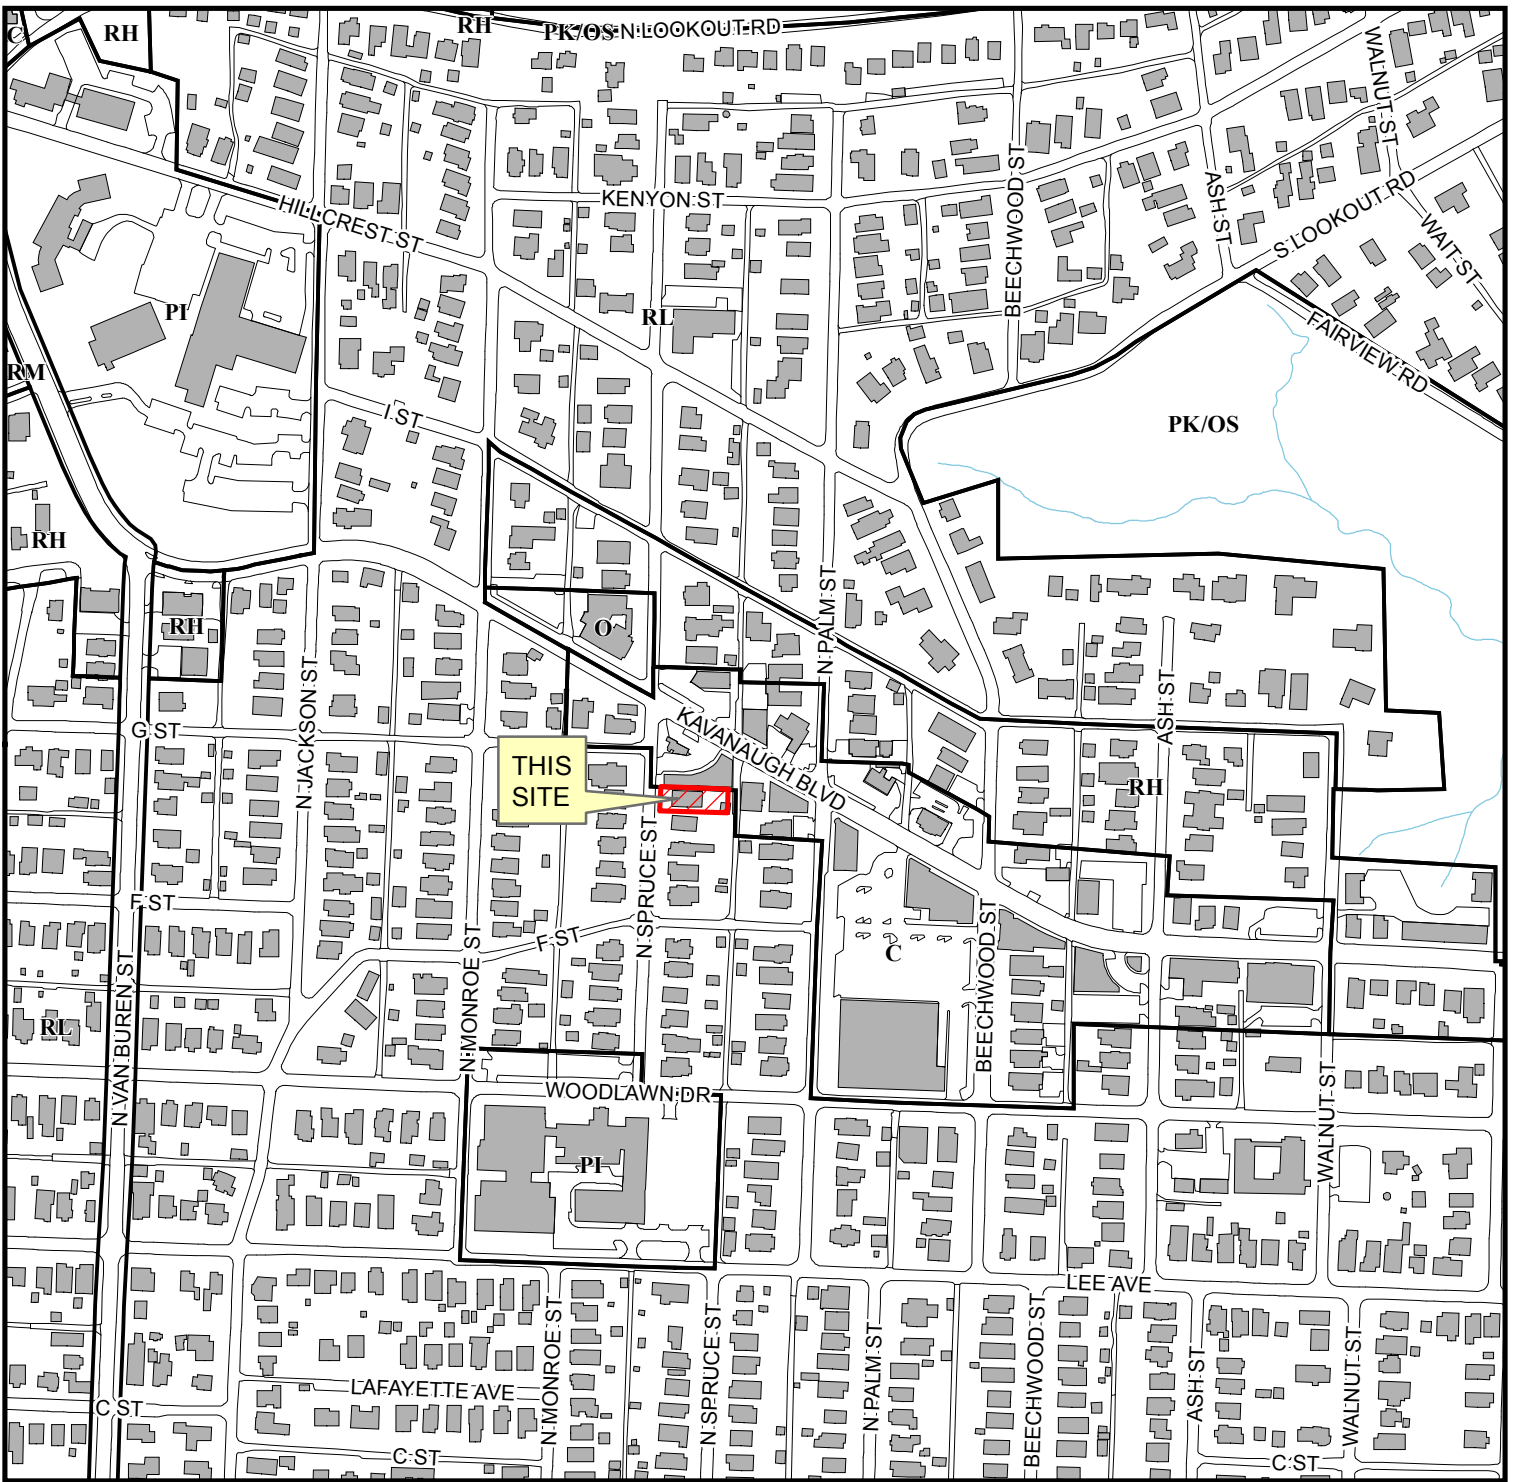 C
RH
RH
PK/OS
N LOOKOUT RD
WALNUT ST
KENYON ST
BEECHWOOD ST
ASH ST
S LOOKOUT RD
WAIT ST
HILLCREST ST
PI
RL
FAIRVIEW RD
RM
I ST
PK/OS
RH
RH
O
N PALM ST
N JACKSON ST
G ST
KAVANAUGH BLVD
ASH ST
THIS
SITE
RH
N SPRUCE ST
F ST
F ST
N MONROE ST
BEECHWOOD ST
C
N VAN BUREN ST
RL
WOODLAWN DR
WALNUT ST
PI
LEE AVE
N MONROE ST
N SPRUCE ST
N PALM ST
BEECHWOOD ST
ASH ST
WALNUT ST
LAFAYETTE AVE
C ST
C ST
C ST